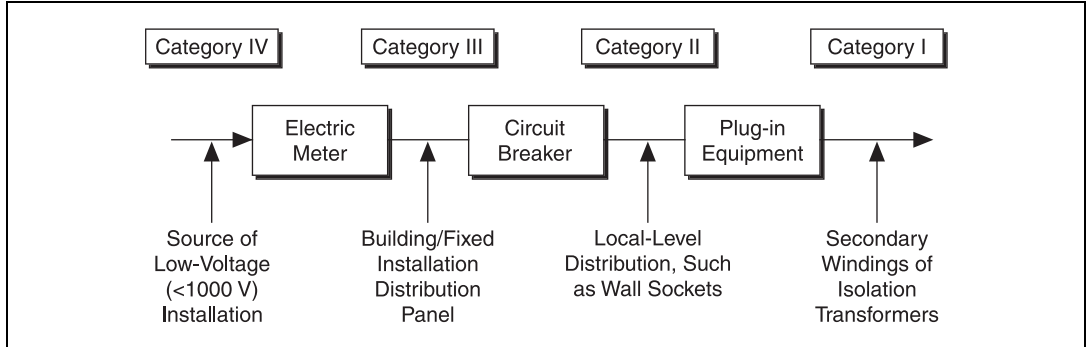 Category IV
Category III
Category II
Category I
Electric
Meter
Circuit
Breaker
Plug-in
Equipment
Source of
Low-Voltage
(<1000 V)
Installation
Building/Fixed
Installation
Distribution
Panel
Local-Level
Distribution, Such
as Wall Sockets
Secondary
Windings of
Isolation
Transformers